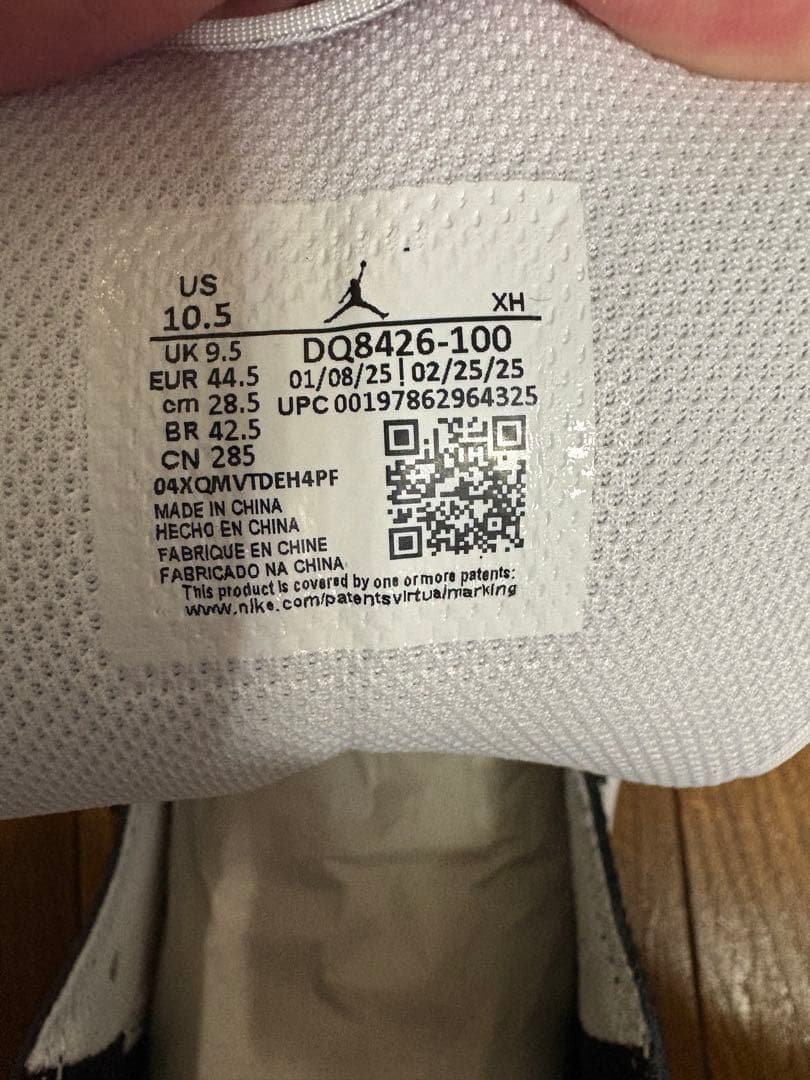 US
10.5 XH
UK 9.5 DQ8426-100
EUR 44.5 01/08/25 | 02/25/25
cm 28.5 UPC 00197862964325
BR 42.5
CN 285
04XQMVTDEH4PF
MADE IN CHINA
HECHO EN CHINA
FABRIQUE EN CHINE
FABRICADO NA CHINA
This product is covered by one or more patents:
www.nike.com/patentsvirtualmarking